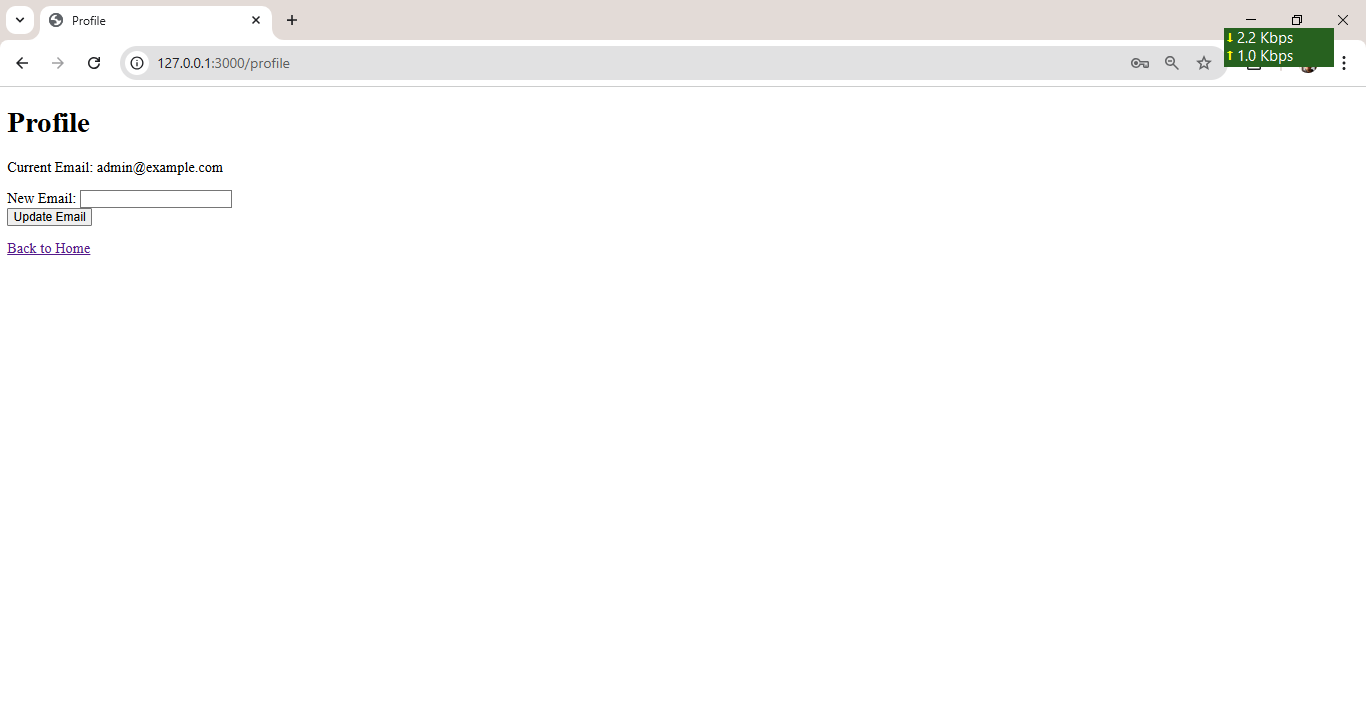 Profile
2.2 Kbps
127.0.0.1:3000/profile
1.0 Kbps
Profile
Current Email: admin@example.com
New Email:
Update Email
Back to Home